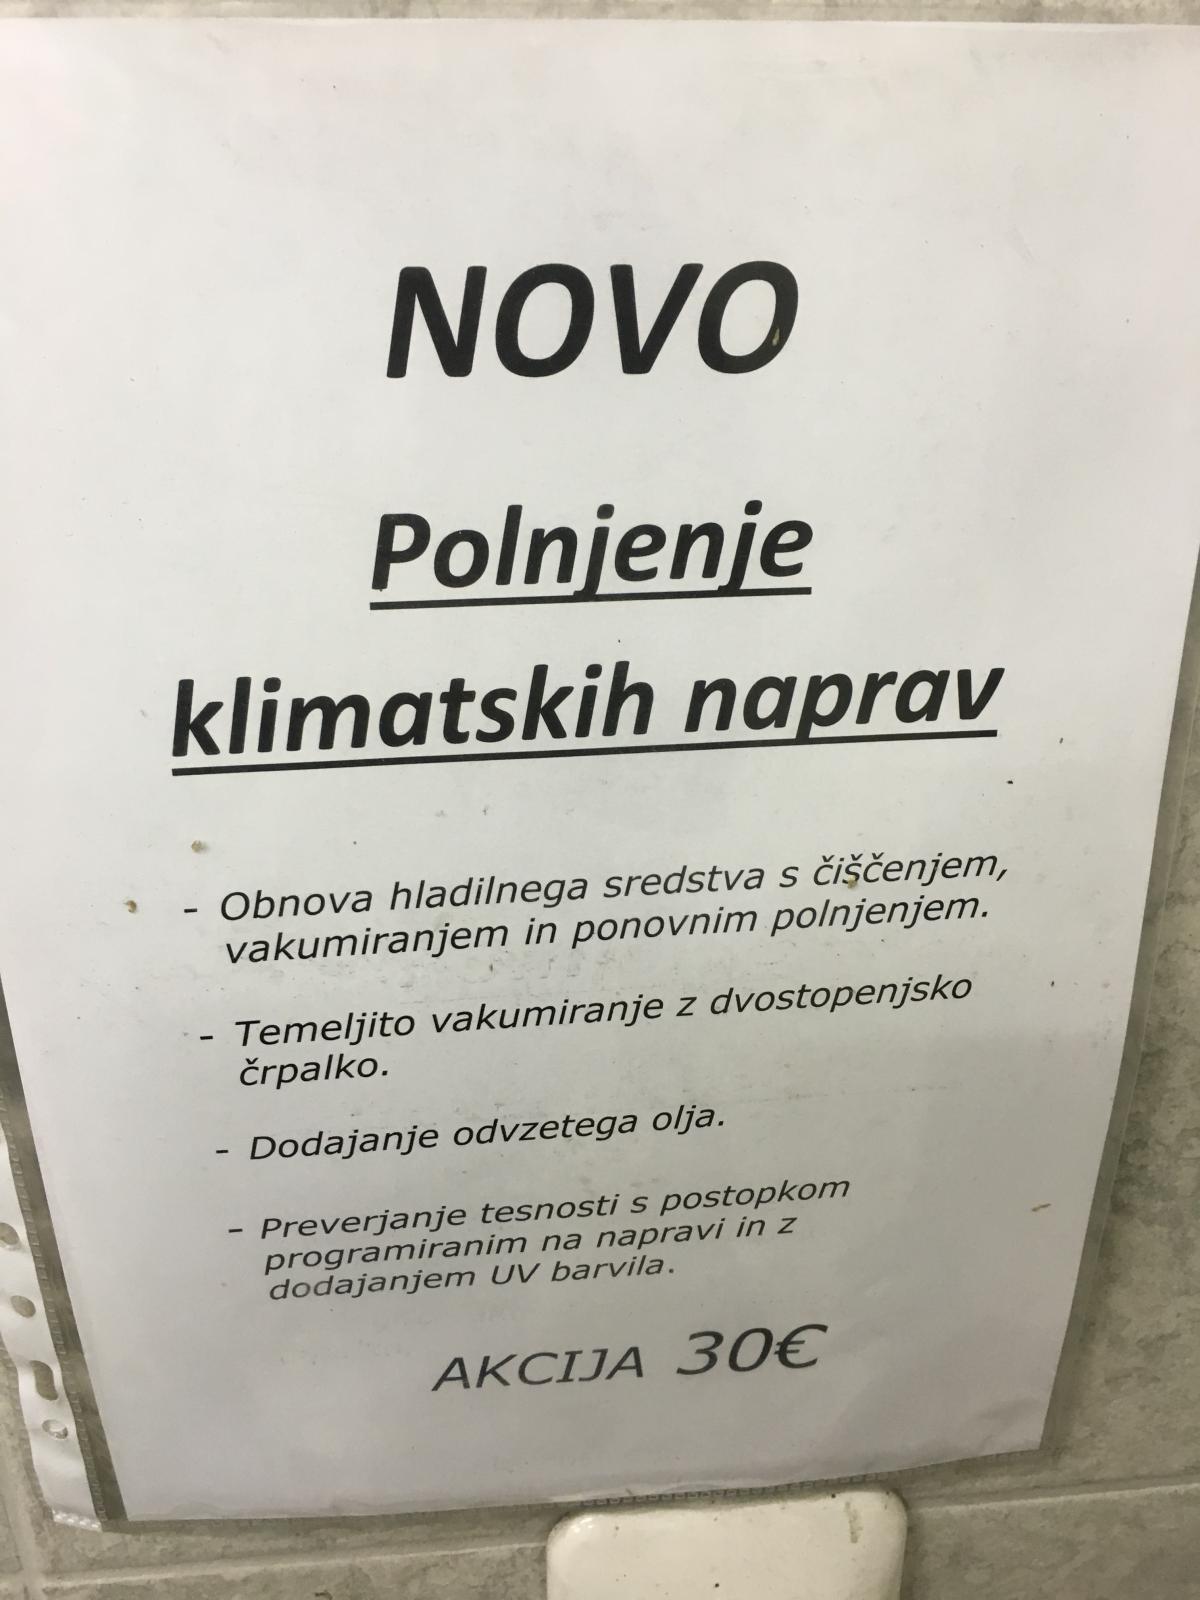 NOVO
Polnjenje
klimatskih naprav
- Obnova hladilnega sredstva s čiščenjem,
vakumiranjem in ponovnim polnjenjem.
- Temeljito vakumiranje z dvostopenjsko
črpalko.
- Dodajanje odvzetega olja.
- Preverjanje tesnosti s postopkom
programiranim na napravi in z
dodajanjem UV barvila.
AKCIJA 30€